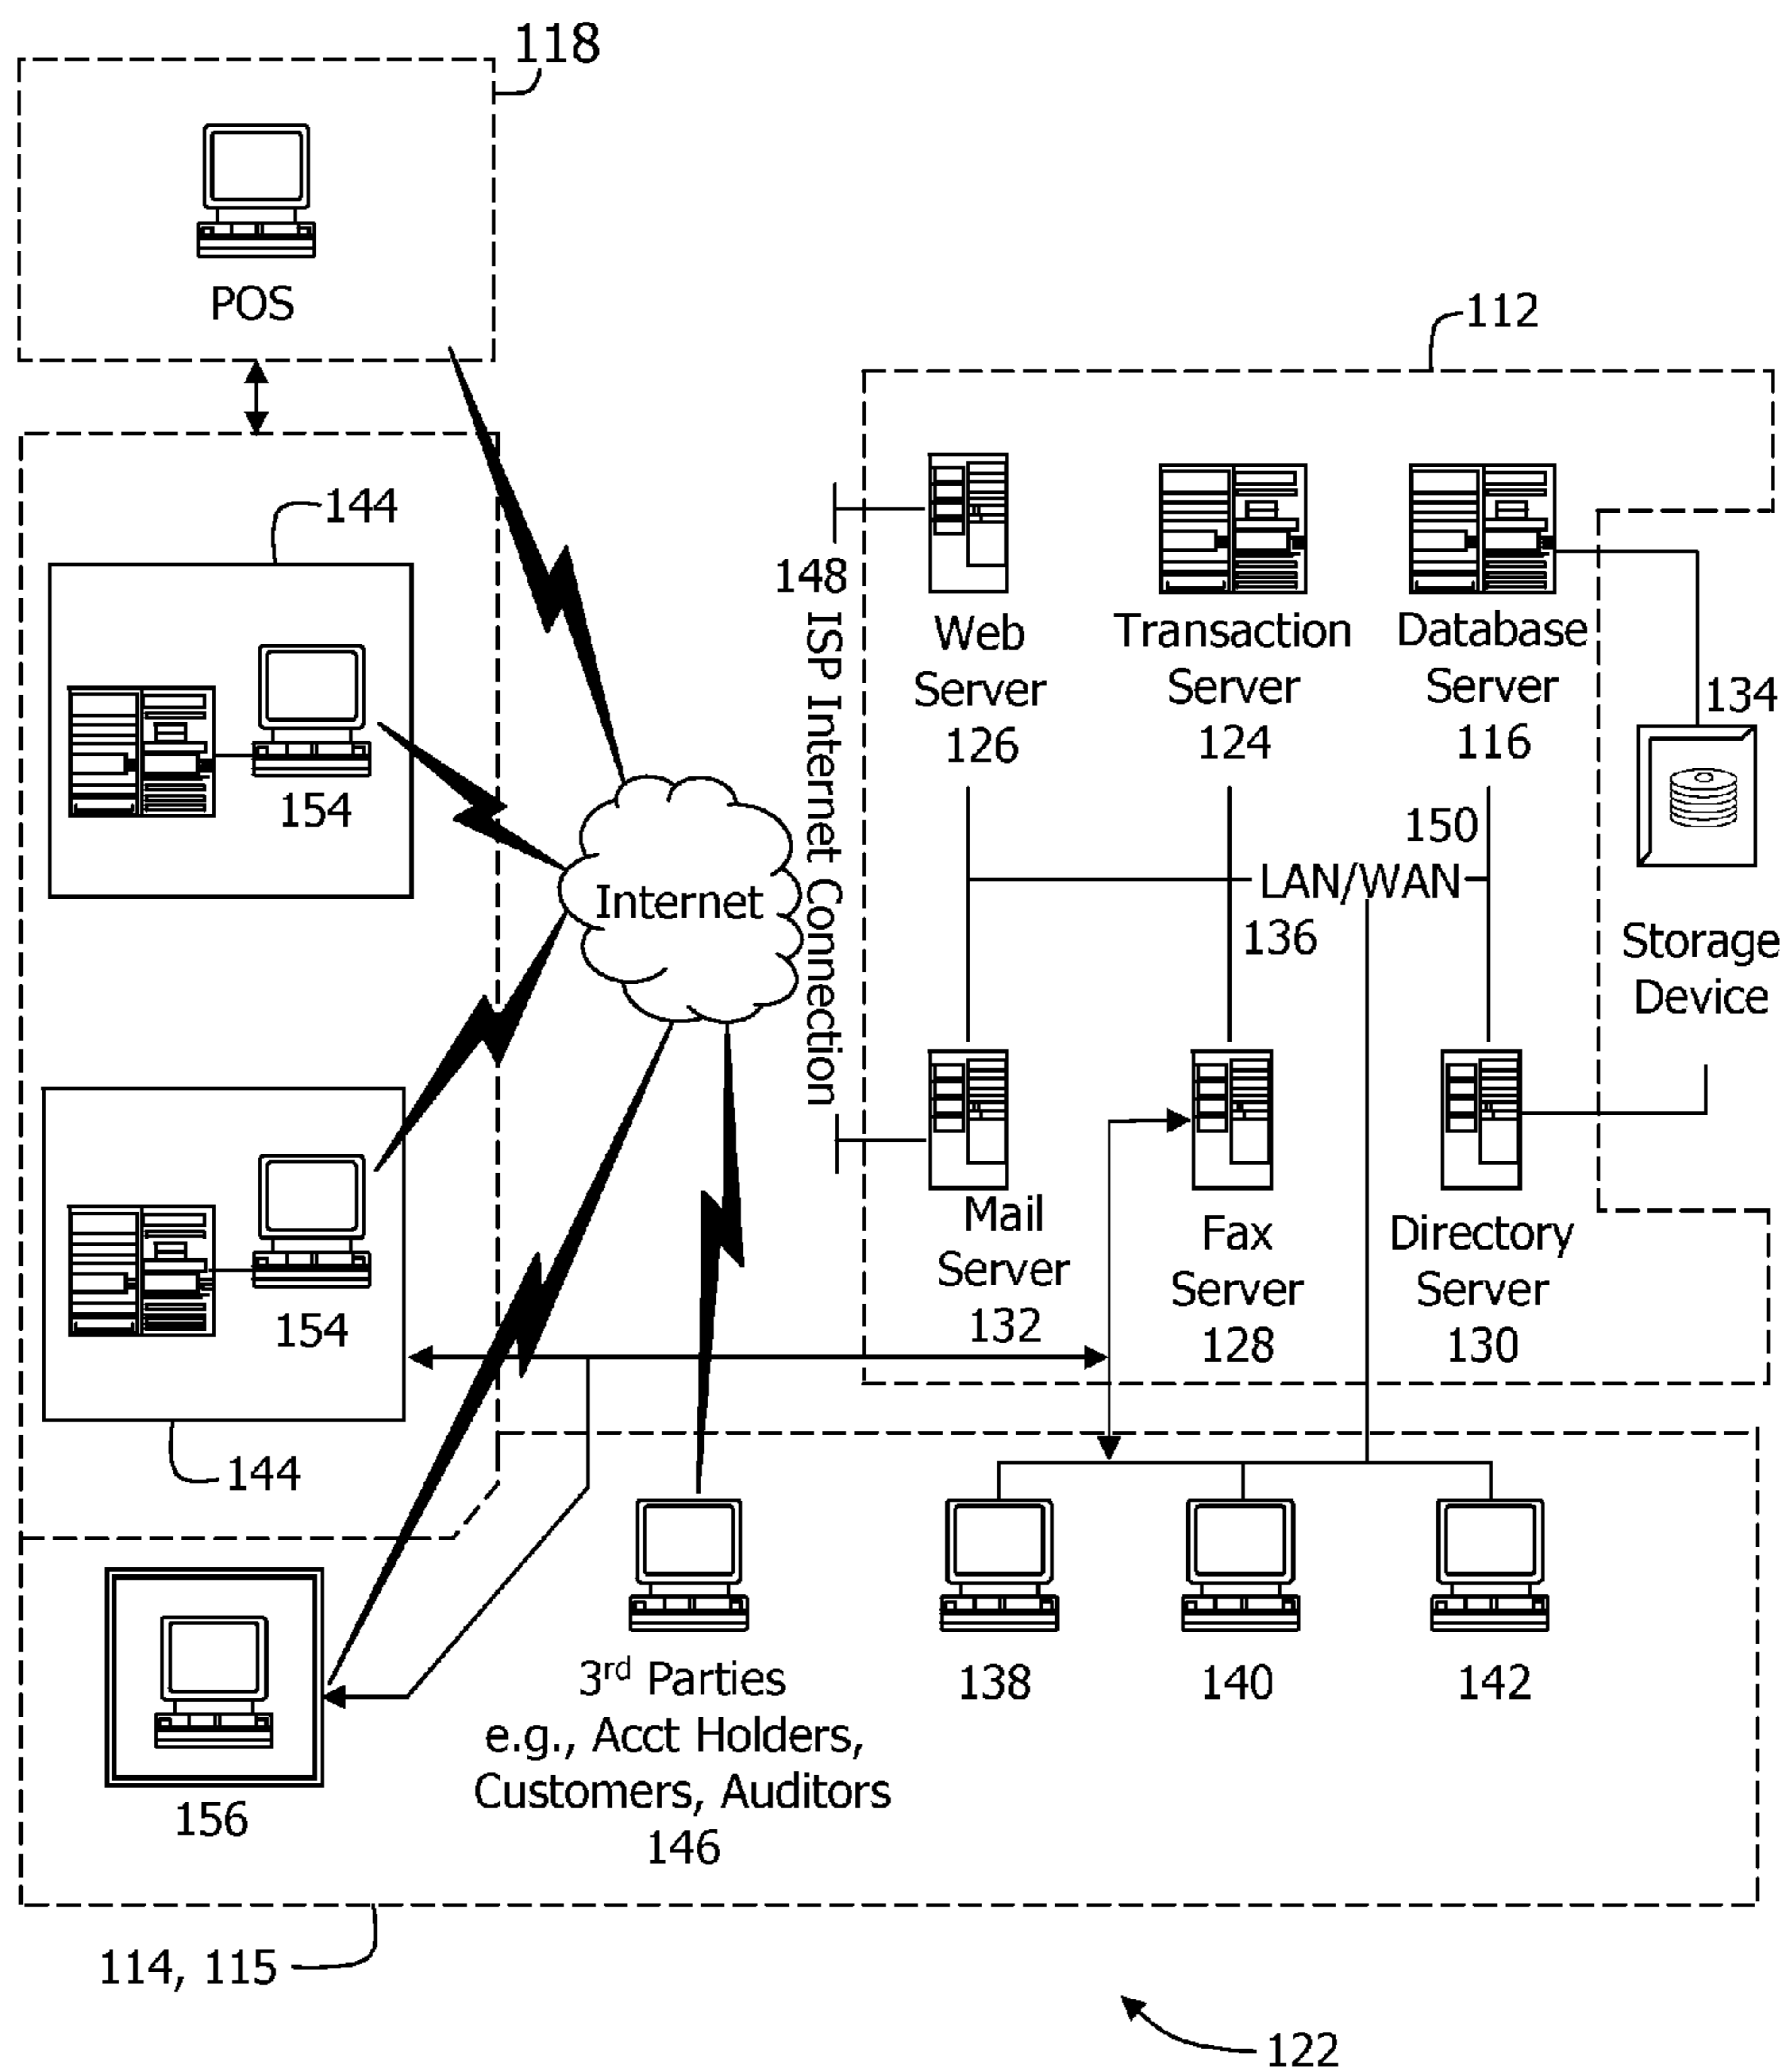 118
POS
112
144
154
148
ISP Internet Connection
Web
Server
126
Transaction
Server
124
Database
Server
116
134
Storage
Device
150
LAN/WAN
136
Internet
154
144
Mail
Server
132
Fax
Server
128
Directory
Server
130
156
3rd Parties
e.g., Acct Holders,
Customers, Auditors
146
138
140
142
114, 115
122